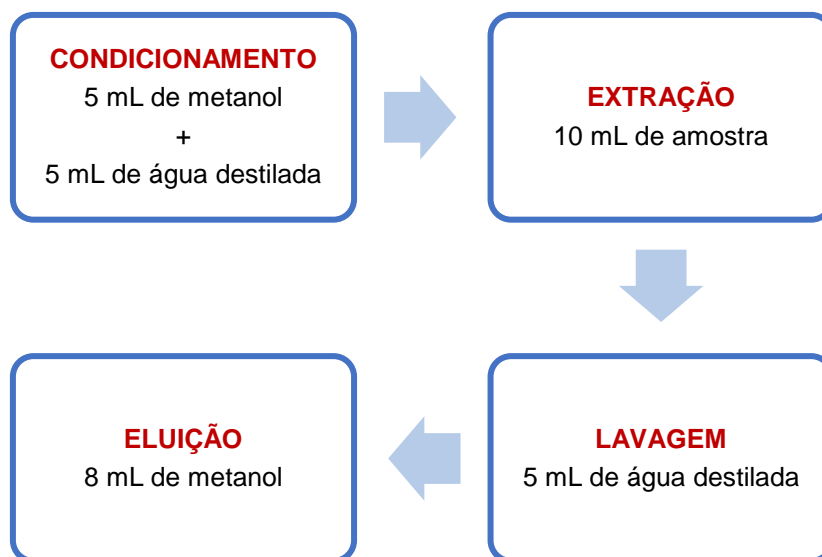 CONDICIONAMENTO
5 mL de metanol
+
5 mL de água destilada
EXTRAÇÃO
10 mL de amostra
LAVAGEM
5 mL de água destilada
ELUIÇÃO
8 mL de metanol